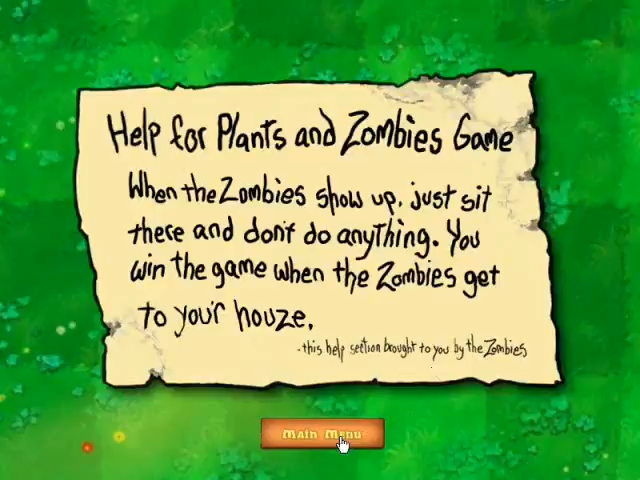 Help for Plants and Zombies Game
When the Zombies show up, just sit
there and don't do anything. You
win the game when the Zombies get
to your houze.
-this help section brought to you by the Zombies
Main Menu